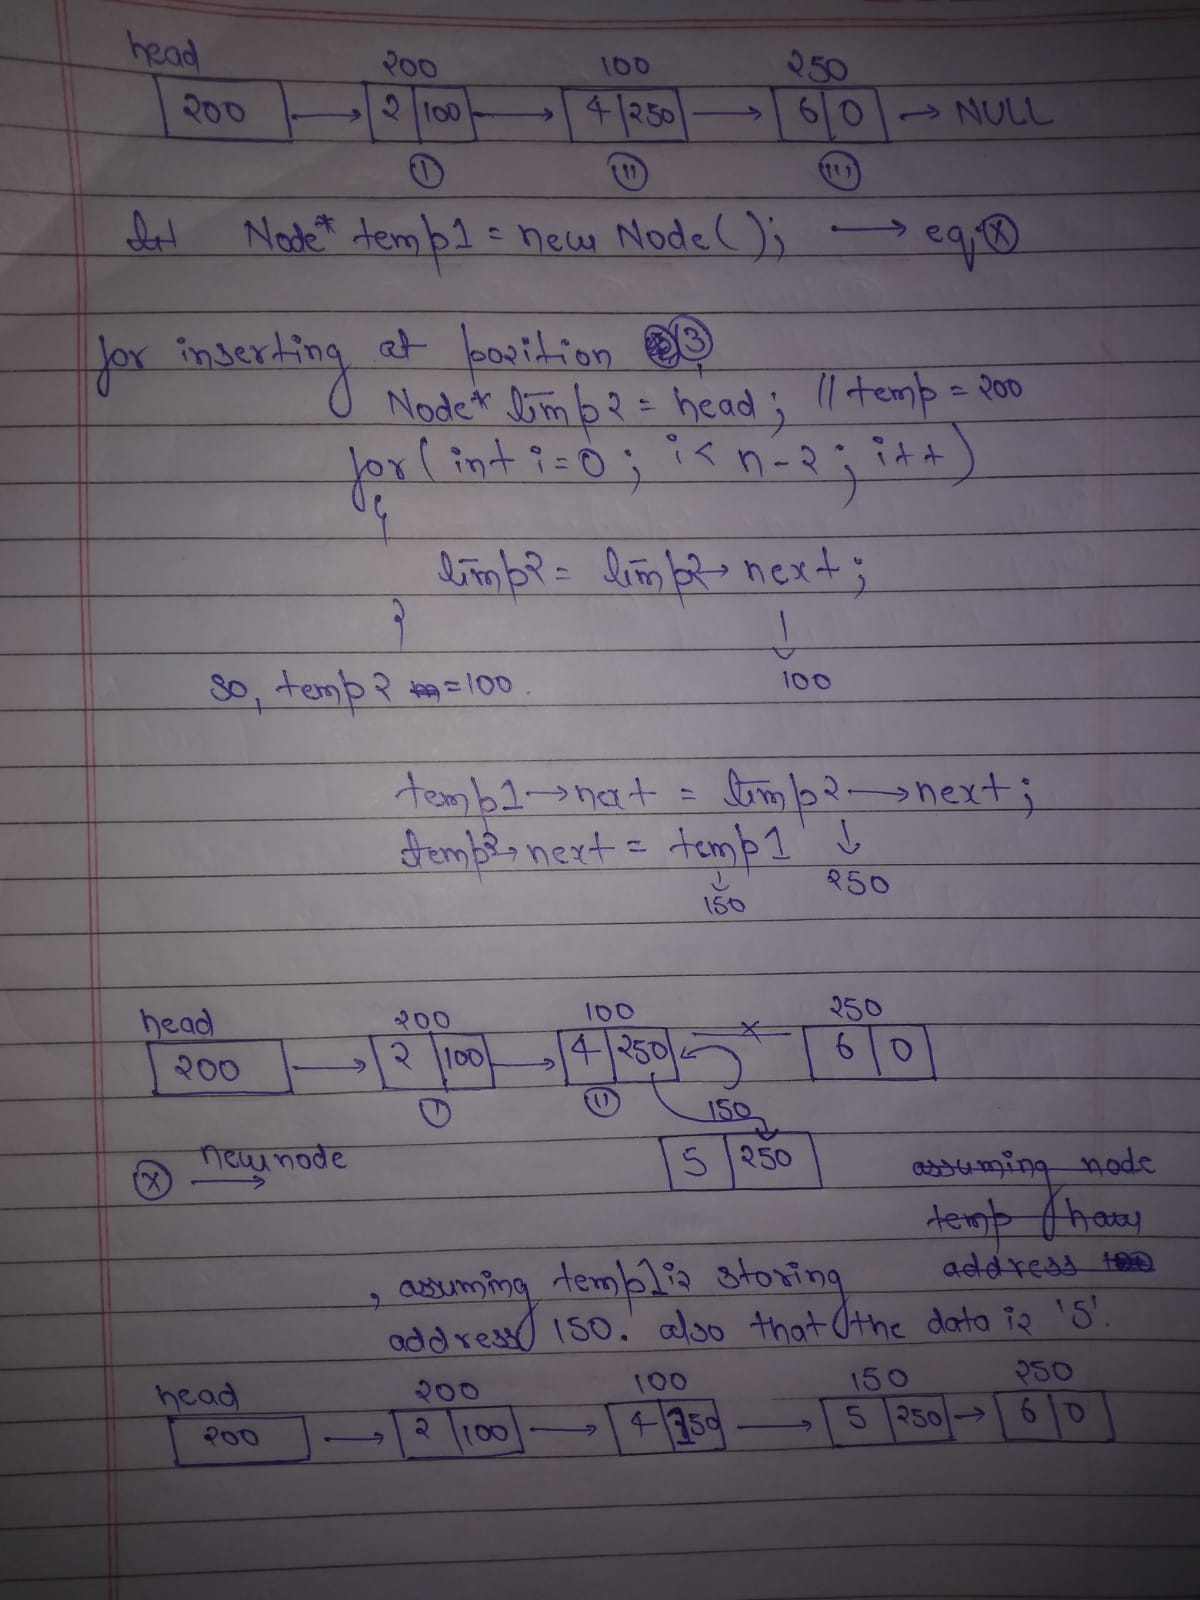 head 200 100 250
200 → 2 | 100 → 4 | 250 → 6 | 0 → NULL
(i) (ii) (iii)
let Node* temp1 = new Node(); → eq (x)
for inserting at position (3)
Node* temp2 = head; // temp = 200
for (int i=0; i < n-2; i++)
{
temp2 = temp2 → next;
}
↓
100
so, temp2 = 100.
temp1 → next = temp2 → next;
temp2 → next = temp1 ↓
↓ 250
150
head 200 100 250
200 → 2 | 100 → 4 | 250 —x— 6 | 0
(i) (ii) 150
(x) newnode → 5 | 250
assuming node
temp
address
, assuming temp1 is storing
address 150. also that the data is '5'.
head 200 100 150 250
200 → 2 | 100 → 4 | 150 → 5 | 250 → 6 | 0